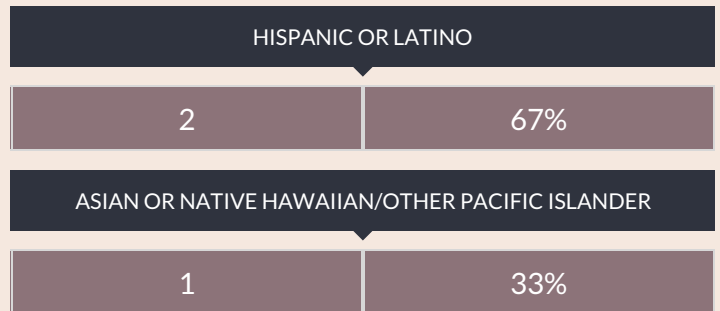 HISPANIC OR LATINO
2 67%
ASIAN OR NATIVE HAWAIIAN/OTHER PACIFIC ISLANDER
1 33%